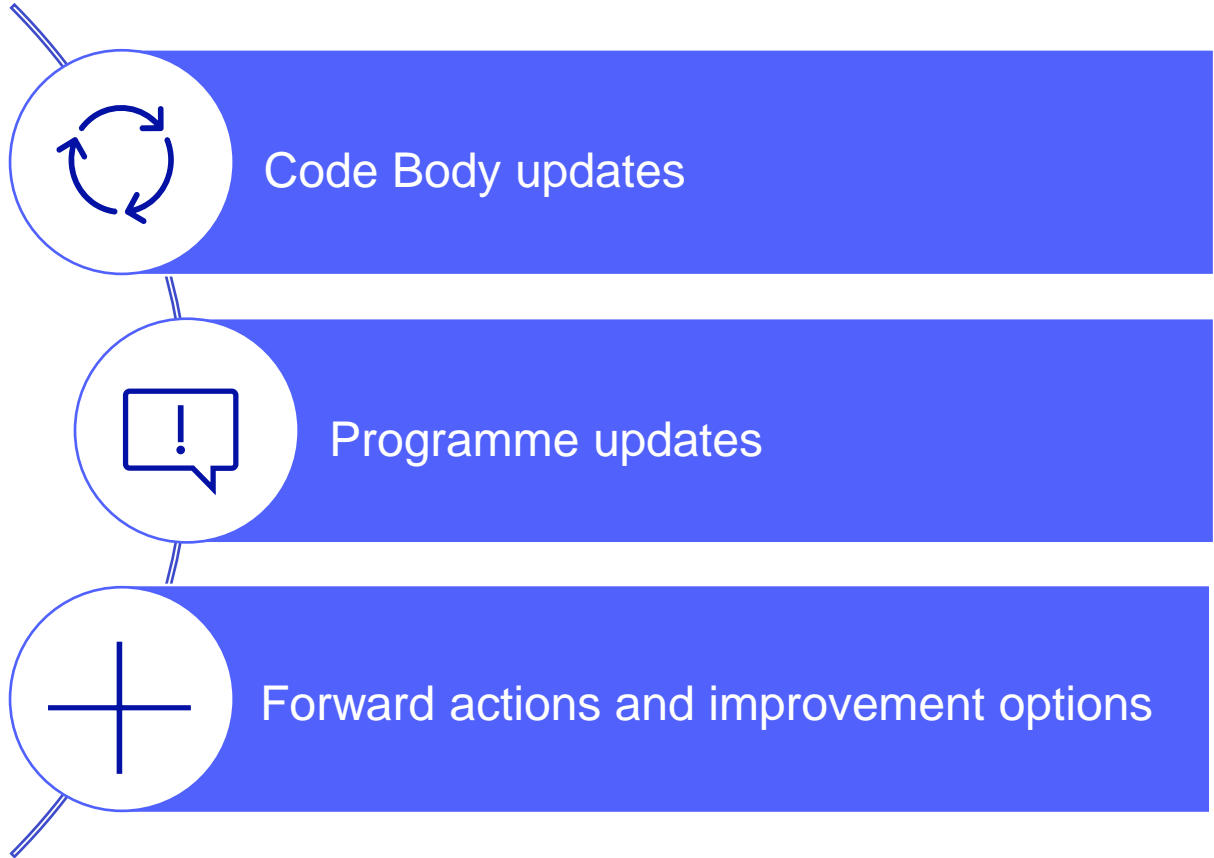 Code Body updates
Programme updates
Forward actions and improvement options